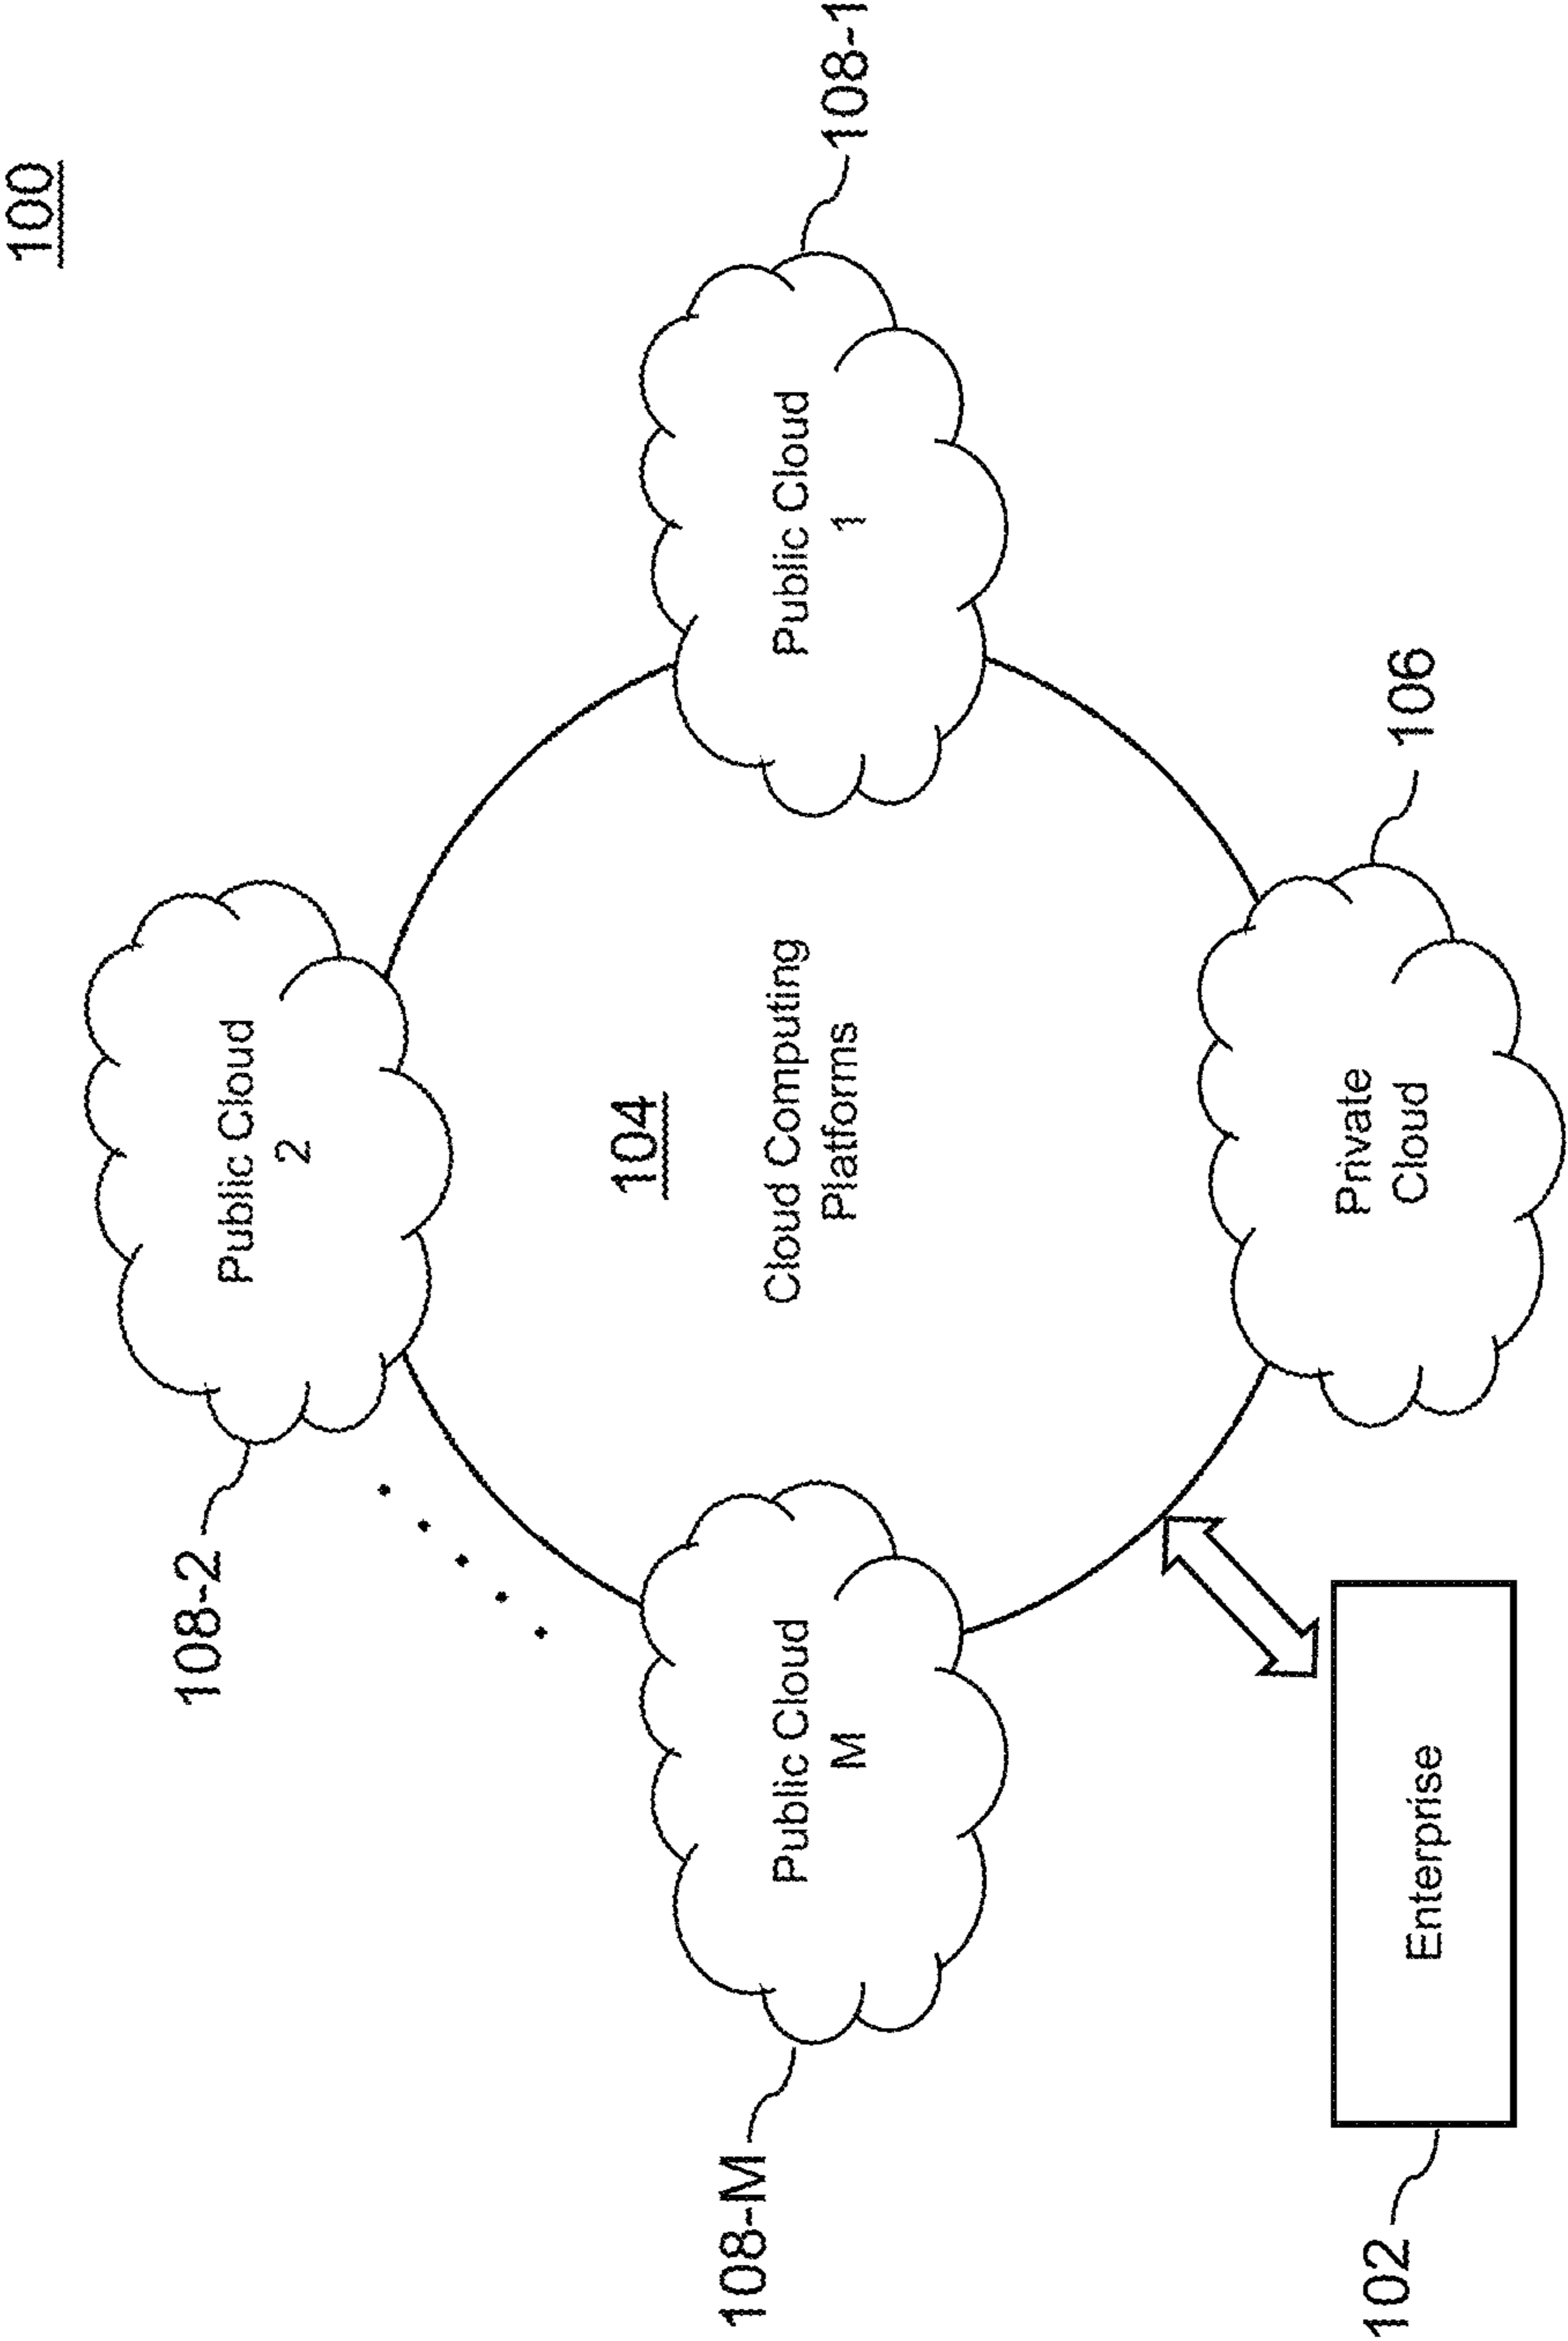 100
108-2
Public Cloud
2
104
Cloud Computing
Platforms
108-M
Public Cloud
M
Public Cloud
1
108-1
Private
Cloud
106
102
Enterprise